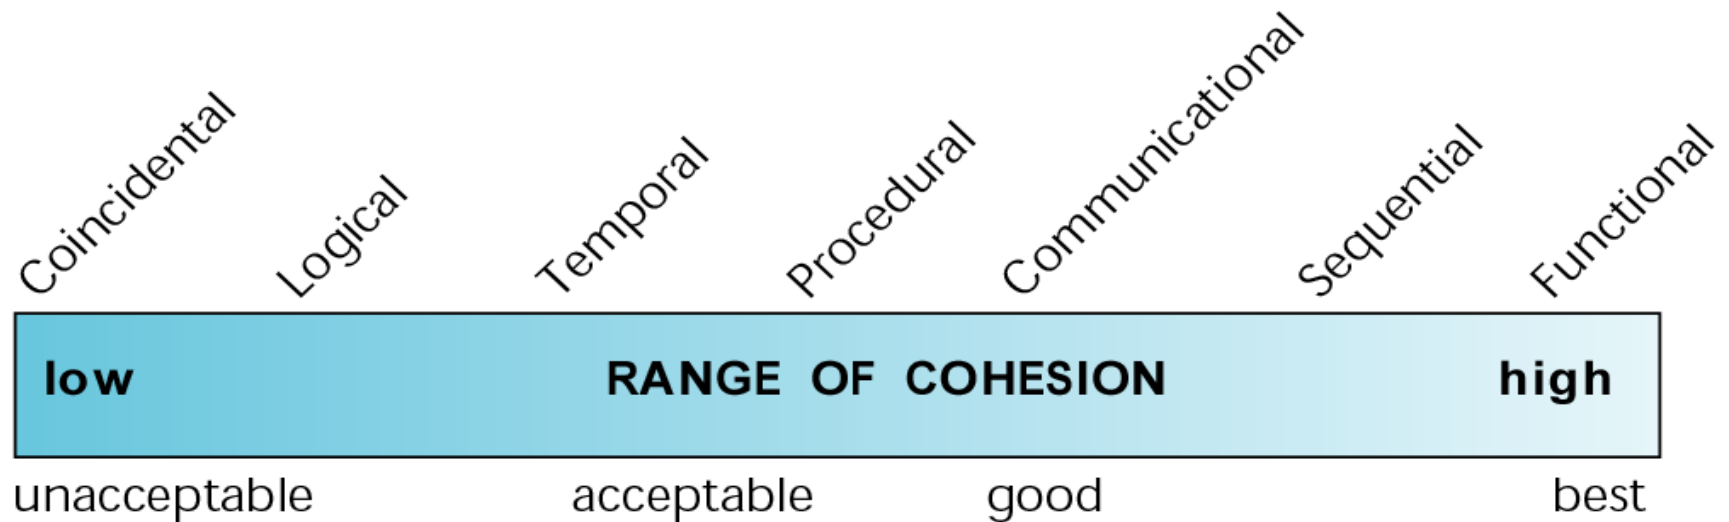 Coincidental
Logical
Temporal
Procedural
Communicational
Sequential
Functional
low RANGE OF COHESION high
unacceptable acceptable good best